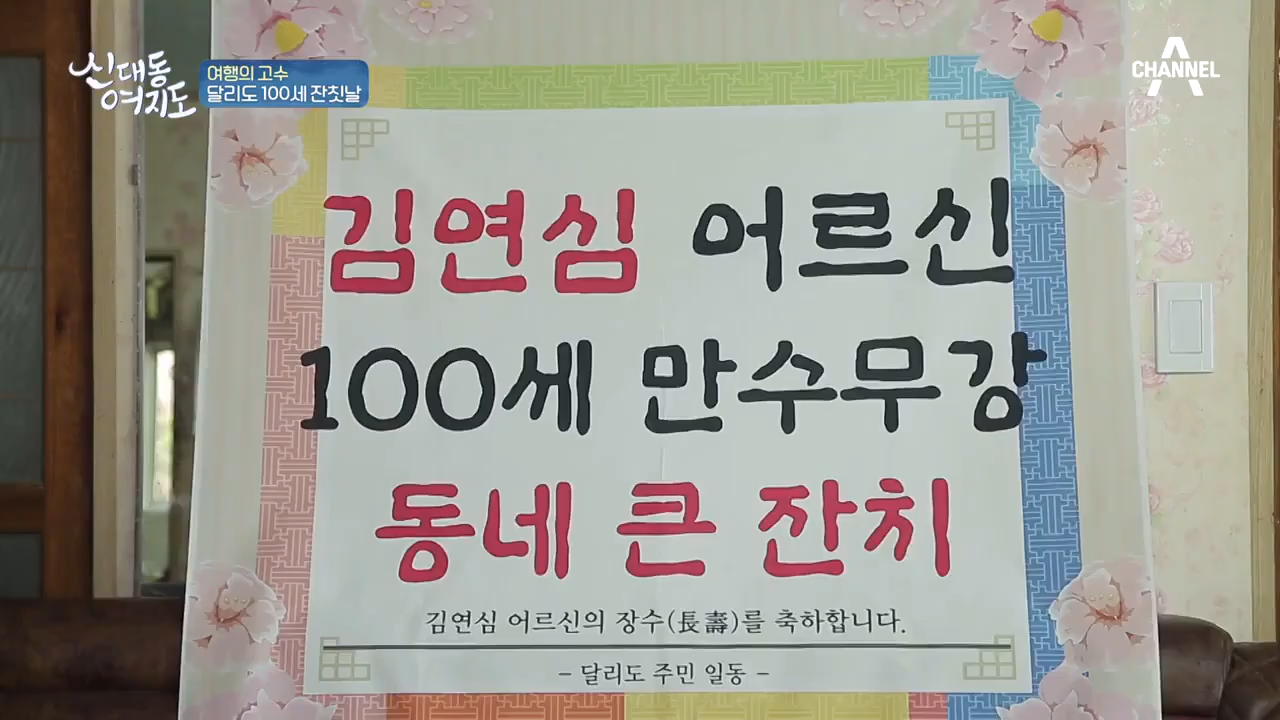 신대동
여지도
여행의 고수
달리도 100세 잔칫날
CHANNEL A
김연심 어르신
100세 만수무강
동네 큰 잔치
김연심 어르신의 장수(長壽)를 축하합니다.
- 달리도 주민 일동 -